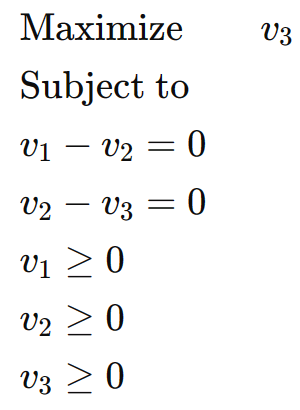 Maximize v₃
Subject to
v₁ − v₂ = 0
v₂ − v₃ = 0
v₁ ≥ 0
v₂ ≥ 0
v₃ ≥ 0